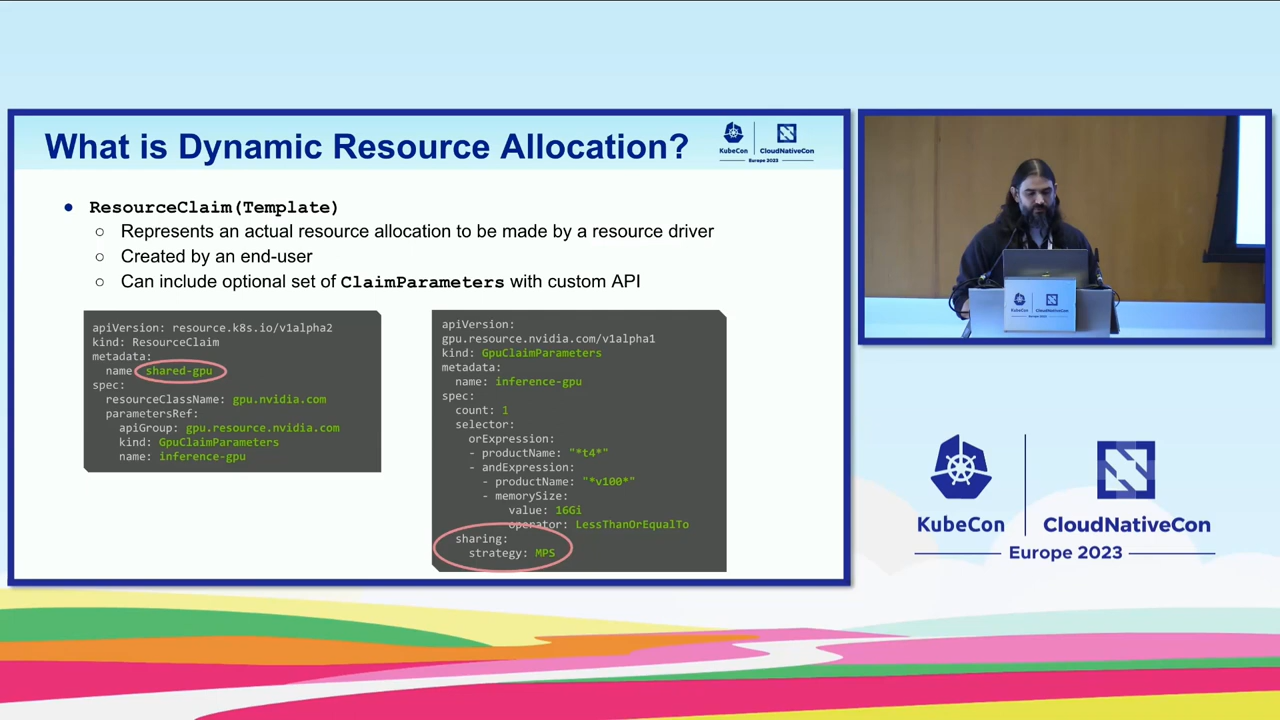 What is Dynamic Resource Allocation?
KubeCon
CloudNativeCon
Europe 2023
● ResourceClaim(Template)
○ Represents an actual resource allocation to be made by a resource driver
○ Created by an end-user
○ Can include optional set of ClaimParameters with custom API
apiVersion: resource.k8s.io/v1alpha2
kind: ResourceClaim
metadata:
name: shared-gpu
spec:
resourceClassName: gpu.nvidia.com
parametersRef:
apiGroup: gpu.resource.nvidia.com
kind: GpuClaimParameters
name: inference-gpu
apiVersion:
gpu.resource.nvidia.com/v1alpha1
kind: GpuClaimParameters
metadata:
name: inference-gpu
spec:
count: 1
selector:
orExpression:
- productName: "*t4*"
- andExpression:
- productName: "*v100*"
- memorySize:
value: 16Gi
operator: LessThanOrEqualTo
sharing:
strategy: MPS
KubeCon
CloudNativeCon
Europe 2023